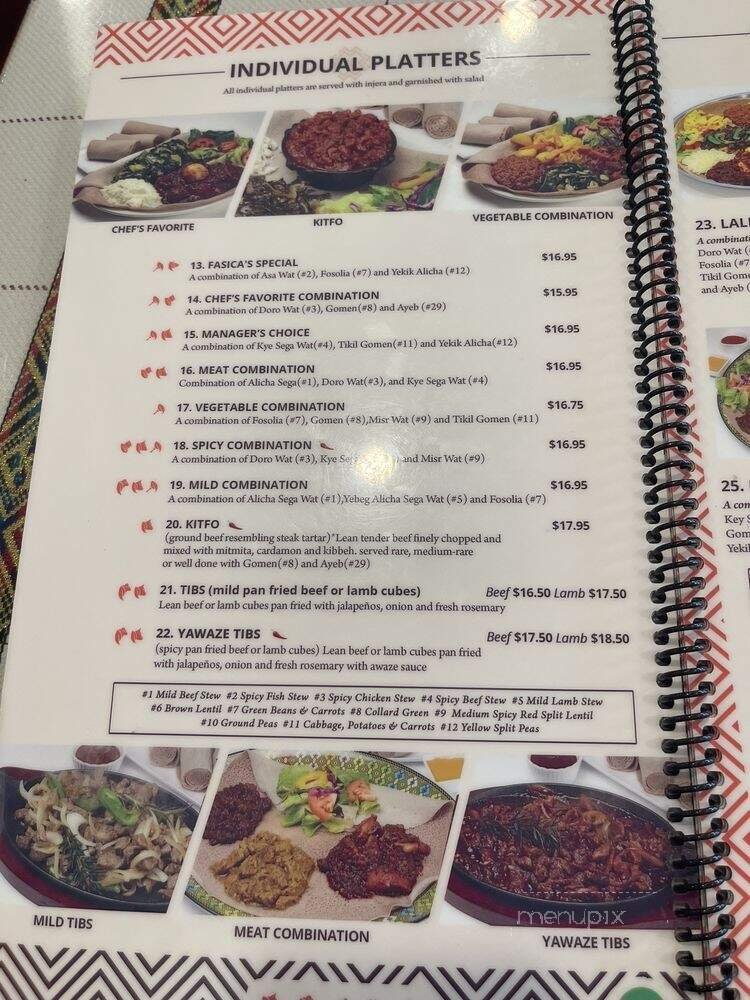 INDIVIDUAL PLATTERS
All individual platters are served with injera and garnished with salad
CHEF'S FAVORITE
KITFO
VEGETABLE COMBINATION
13. FASICA'S SPECIAL $16.95
A combination of Asa Wat (#2), Fosolia (#7) and Yekik Alicha (#12)
14. CHEF'S FAVORITE COMBINATION $15.95
A combination of Doro Wat (#3), Gomen(#8) and Ayeb (#29)
15. MANAGER'S CHOICE $16.95
A combination of Kye Sega Wat(#4), Tikil Gomen(#11) and Yekik Alicha(#12)
16. MEAT COMBINATION $16.95
Combination of Alicha Sega(#1), Doro Wat(#3), and Kye Sega Wat (#4)
17. VEGETABLE COMBINATION $16.75
A combination of Fosolia (#7), Gomen (#8),Misr Wat (#9) and Tikil Gomen (#11)
18. SPICY COMBINATION $16.95
A combination of Doro Wat (#3), Kye and Misr Wat (#9)
19. MILD COMBINATION $16.95
A combination of Alicha Sega Wat (#1),Yebeg Alicha Sega Wat (#5) and Fosolia (#7)
20. KITFO $17.95
(ground beef resembling steak tartar)*Lean tender beef finely chopped and
mixed with mitmita, cardamon and kibbeh. served rare, medium-rare
or well done with Gomen(#8) and Ayeb(#29)
21. TIBS (mild pan fried beef or lamb cubes) Beef $16.50 Lamb $17.50
Lean beef or lamb cubes pan fried with jalapeños, onion and fresh rosemary
22. YAWAZE TIBS Beef $17.50 Lamb $18.50
(spicy pan fried beef or lamb cubes) Lean beef or lamb cubes pan fried
with jalapeños, onion and fresh rosemary with awaze sauce
#1 Mild Beef Stew #2 Spicy Fish Stew #3 Spicy Chicken Stew #4 Spicy Beef Stew #5 Mild Lamb Stew
#6 Brown Lentil #7 Green Beans & Carrots #8 Collard Green #9 Medium Spicy Red Split Lentil
#10 Ground Peas #11 Cabbage, Potatoes & Carrots #12 Yellow Split Peas
MILD TIBS
MEAT COMBINATION
YAWAZE TIBS
menupix
23. LALI
A combinati
Doro Wat (#
Fosolia (#7
Tikil Gome
and Ayeb (
25.
A com
Key S
Gom
Yeki